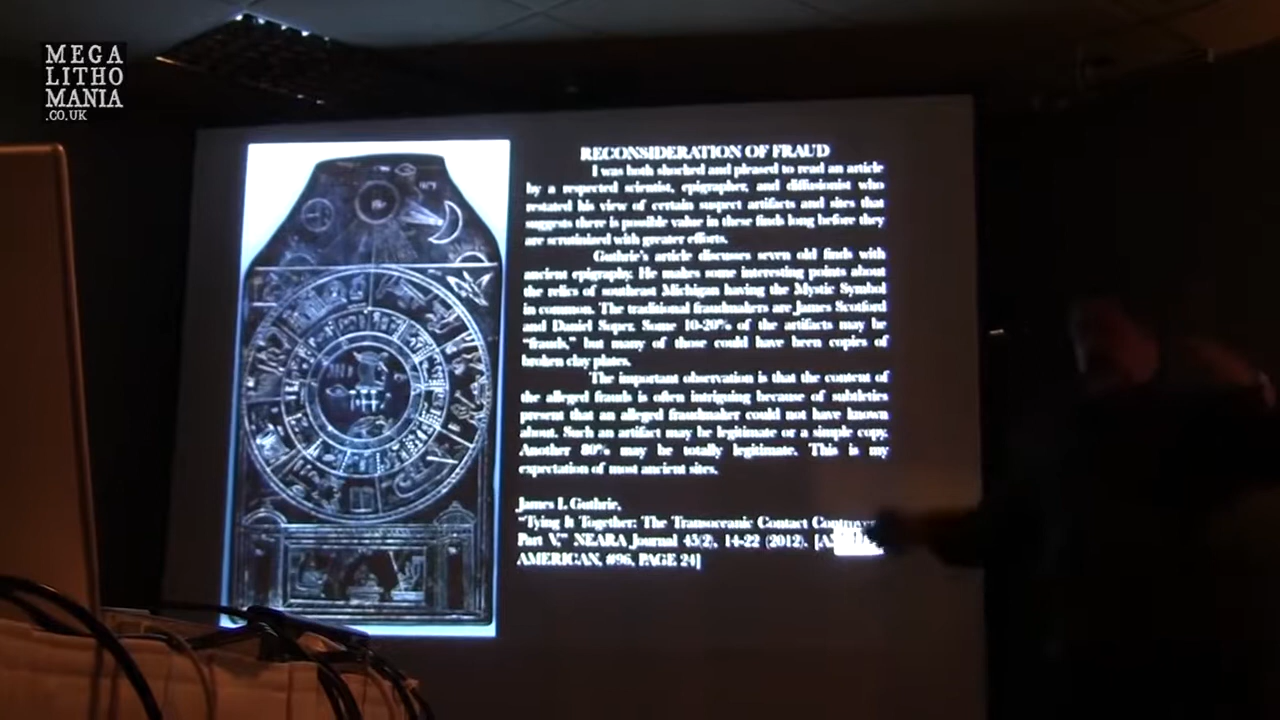 MEGA
LITHO
MANIA
.CO.UK
RECONSIDERATION OF FRAUD
I was both shocked and pleased to read an article
by a respected scientist, epigrapher, and diffusionist who
restated his view of certain suspect artifacts and sites that
suggests there is possible value in these finds long before they
are scrutinized with greater efforts.
Guthrie's article discusses seven old finds with
ancient epigraphy. He makes some interesting points about
the relics of southeast Michigan having the Mystic Symbol
in common. The traditional fraudmakers are James Scotford
and Daniel Soper. Some 10-20% of the artifacts may be
"frauds," but many of those could have been copies of
broken clay plates.
The important observation is that the content of
the alleged frauds is often intriguing because of subtleties
present that an alleged fraudmaker could not have known
about. Such an artifact may be legitimate or a simple copy.
Another 80% may be totally legitimate. This is my
expectation of most ancient sites.
James L Guthrie,
"Tying It Together: The Transoceanic Contact
Part V," NEARA Journal 45(2), 14-22 (2012).
AMERICAN, #96, PAGE 24]